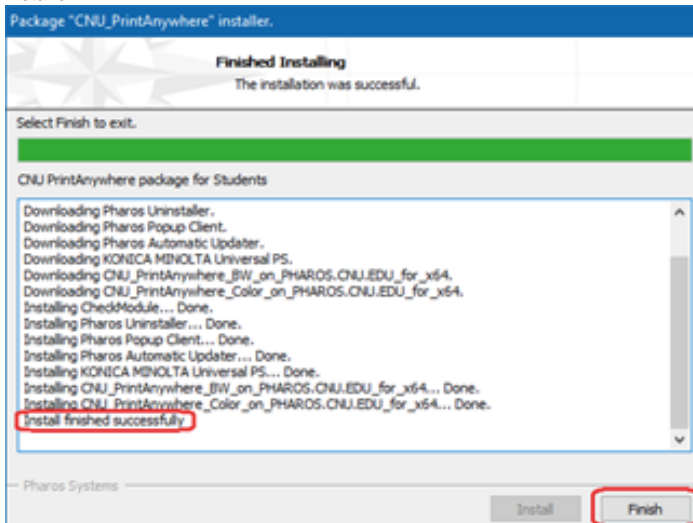 Package "CNU_PrintAnywhere" installer.
Finished Installing
The installation was successful.
Select Finish to exit.
CNU PrintAnywhere package for Students
Downloading Pharos Uninstaller.
Downloading Pharos Popup Client.
Downloading Pharos Automatic Updater.
Downloading KONICA MINOLTA Universal PS.
Downloading CNU_PrintAnywhere_BW_on_PHAROS.CNU.EDU_for_x64.
Downloading CNU_PrintAnywhere_Color_on_PHAROS.CNU.EDU_for_x64.
Installing CheckModule... Done.
Installing Pharos Uninstaller... Done.
Installing Pharos Popup Client... Done.
Installing Pharos Automatic Updater... Done.
Installing KONICA MINOLTA Universal PS... Done.
Installing CNU_PrintAnywhere_BW_on_PHAROS.CNU.EDU_for_x64... Done.
Installing CNU_PrintAnywhere_Color_on_PHAROS.CNU.EDU_for_x64... Done.
Install finished successfully
Pharos Systems
Install
Finish